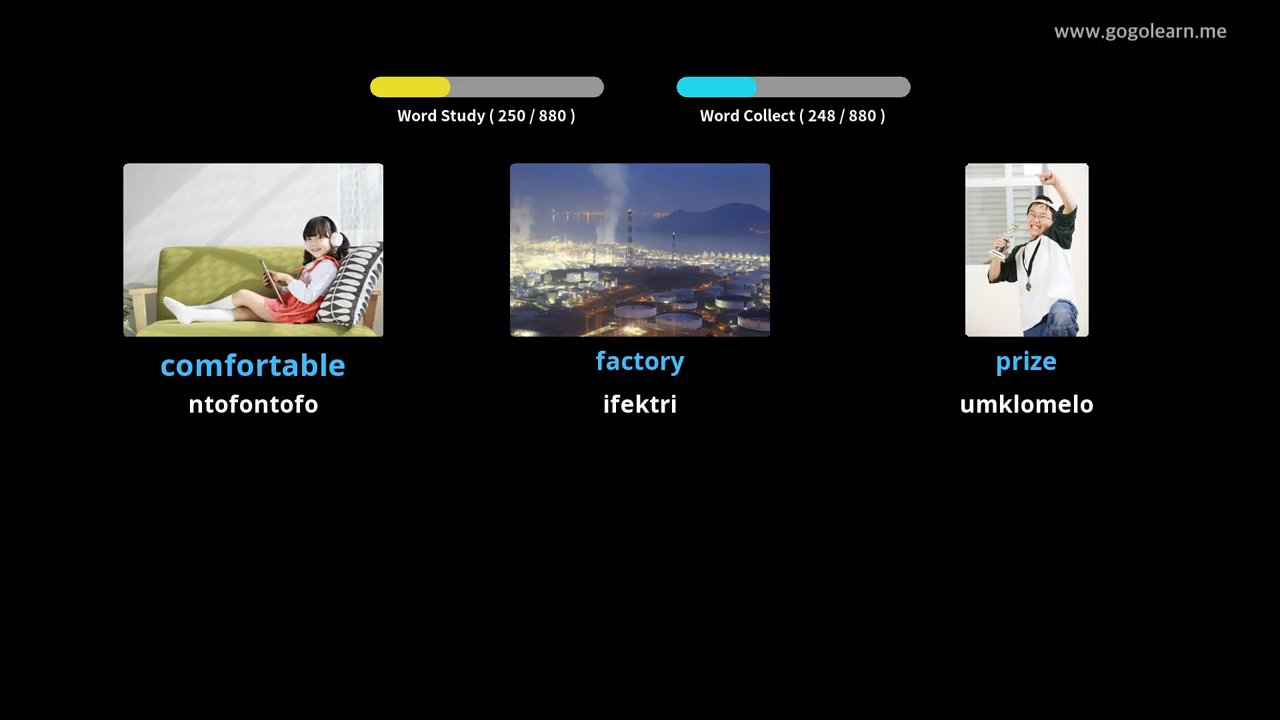 www.gogolearn.me
Word Study ( 250 / 880 )
Word Collect ( 248 / 880 )
comfortable
factory
prize
ntofontofo
ifektri
umklomelo